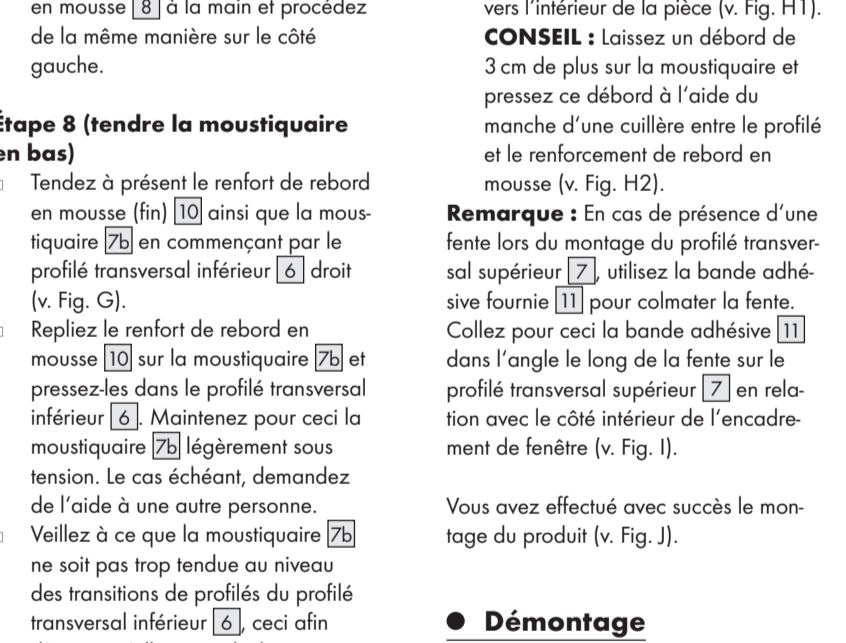 en mousse 8 à la main et procédez
de la même manière sur le côté
gauche.
Étape 8 (tendre la moustiquaire
en bas)
Tendez à présent le renfort de rebord
en mousse (fin) 10 ainsi que la mous-
tiquaire 7b en commençant par le
profilé transversal inférieur 6 droit
(v. Fig. G).
Repliez le renfort de rebord en
mousse 10 sur la moustiquaire 7b et
pressez-les dans le profilé transversal
inférieur 6. Maintenez pour ceci la
moustiquaire 7b légèrement sous
tension. Le cas échéant, demandez
de l’aide à une autre personne.
Veillez à ce que la moustiquaire 7b
ne soit pas trop tendue au niveau
des transitions de profilés du profilé
transversal inférieur 6, ceci afin
vers l’intérieur de la pièce (v. Fig. H1).
CONSEIL : Laissez un débord de
3 cm de plus sur la moustiquaire et
pressez ce débord à l’aide du
manche d’une cuillère entre le profilé
et le renforcement de rebord en
mousse (v. Fig. H2).
Remarque : En cas de présence d’une
fente lors du montage du profilé transver-
sal supérieur 7, utilisez la bande adhé-
sive fournie 11 pour colmater la fente.
Collez pour ceci la bande adhésive 11
dans l’angle le long de la fente sur le
profilé transversal supérieur 7 en rela-
tion avec le côté intérieur de l’encadre-
ment de fenêtre (v. Fig. I).
Vous avez effectué avec succès le mon-
tage du produit (v. Fig. J).
● Démontage